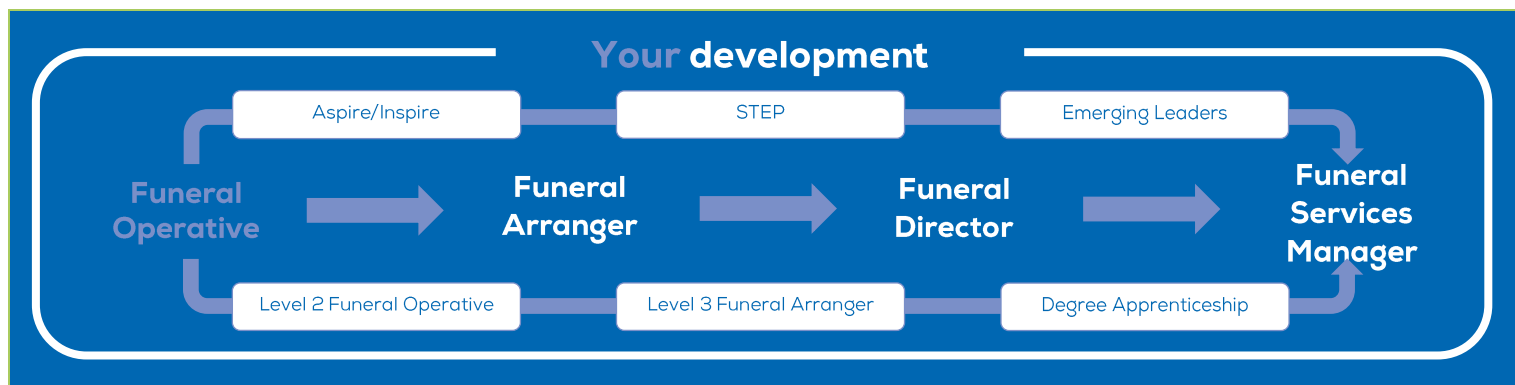 Your development
Aspire/Inspire
STEP
Emerging Leaders
Funeral
Operative
Funeral
Arranger
Funeral
Director
Funeral
Services
Manager
Level 2 Funeral Operative
Level 3 Funeral Arranger
Degree Apprenticeship